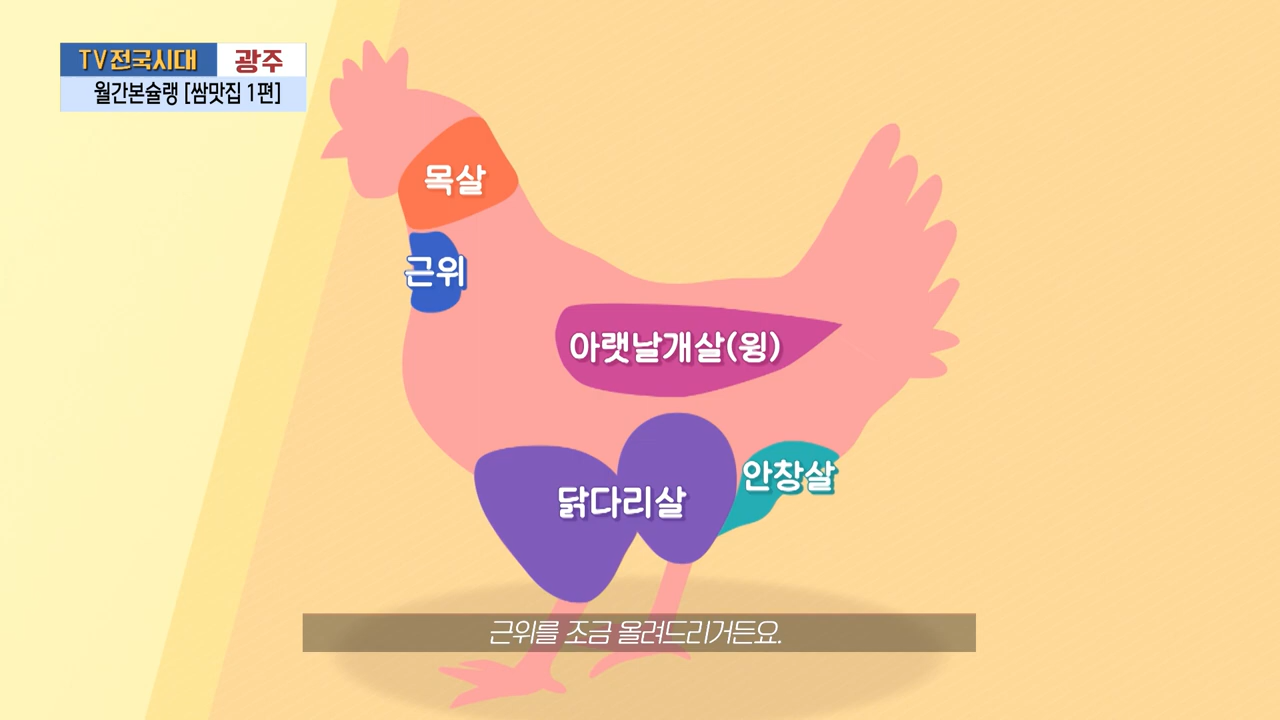 TV전국시대 광주
월간본슐랭 [쌈맛집 1편]
목살
근위
아랫날개살(윙)
안창살
닭다리살
근위를 조금 올려드리거든요.